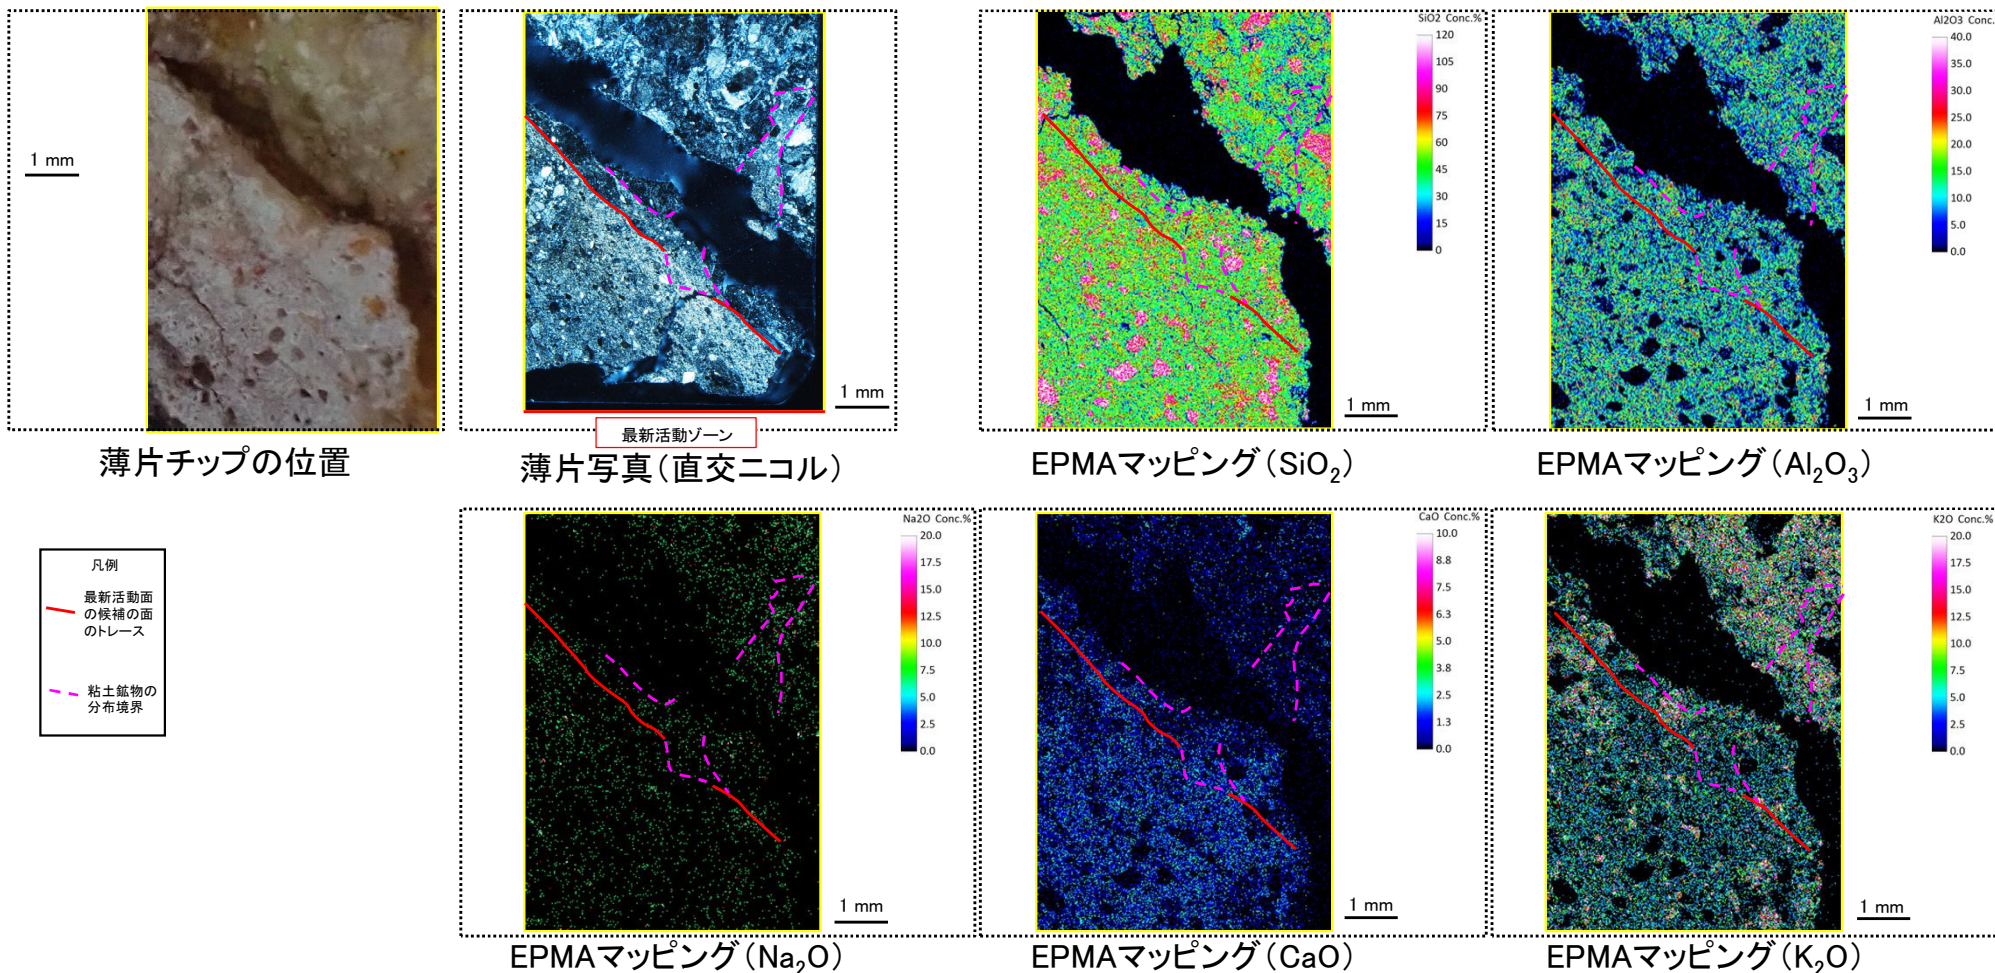 1 mm
薄片チップの位置
1 mm
最新活動ゾーン
薄片写真(直交ニコル)
SiO2 Conc.%
120
105
90
75
60
45
30
15
0
1 mm
EPMAマッピング(SiO₂)
Al2O3 Conc.
40.0
35.0
30.0
25.0
20.0
15.0
10.0
5.0
0.0
1 mm
EPMAマッピング(Al₂O₃)
凡例
最新活動面
の候補の面
のトレース
粘土鉱物の
分布境界
Na2O Conc.%
20.0
17.5
15.0
12.5
10.0
7.5
5.0
2.5
0.0
1 mm
EPMAマッピング(Na₂O)
CaO Conc.%
10.0
8.8
7.5
6.3
5.0
3.8
2.5
1.3
0.0
1 mm
EPMAマッピング(CaO)
K2O Conc.%
20.0
17.5
15.0
12.5
10.0
7.5
5.0
2.5
0.0
1 mm
EPMAマッピング(K₂O)